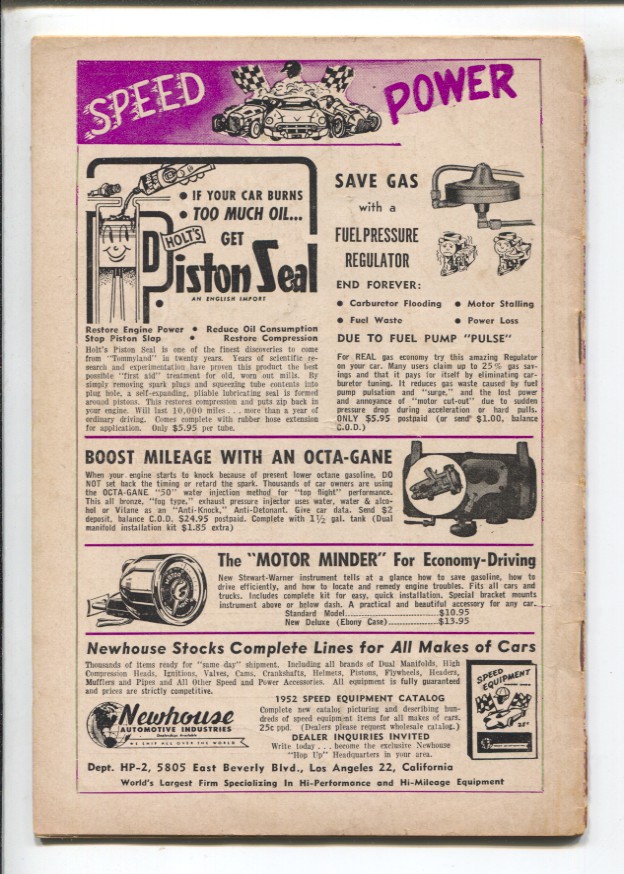 SPEED POWER
IF YOUR CAR BURNS
TOO MUCH OIL...
GET
HOLT'S
Piston Seal
AN ENGLISH IMPORT
Restore Engine Power • Reduce Oil Consumption
Stop Piston Slap • Restore Compression
Holt's Piston Seal is one of the finest discoveries to come
from "Tommyland" in twenty years. Years of scientific re-
search and experimentation have proven this product the best
possible "first aid" treatment for old, worn out mills. By
simply removing spark plugs and squeezing tube contents into
plug hole, a self-expanding, pliable lubricating seal is formed
around pistons. This restores compression and puts zip back in
your engine. Will last 10,000 miles . . . more than a year of
ordinary driving. Comes complete with rubber hose extension
for application. Only $5.95 per tube.
SAVE GAS
with a
FUEL PRESSURE
REGULATOR
END FOREVER:
• Carburetor Flooding • Motor Stalling
• Fuel Waste • Power Loss
DUE TO FUEL PUMP "PULSE"
For REAL gas economy try this amazing Regulator
on your car. Many users claim up to 25% gas sav-
ings and that it pays for itself by eliminating car-
buretor tuning. It reduces gas waste caused by fuel
pump pulsation and "surge," and the lost power
and annoyance of "motor cut-out" due to sudden
pressure drop during acceleration or hard pulls.
ONLY $5.95 postpaid (or send $1.00, balance
C.O.D.)
BOOST MILEAGE WITH AN OCTA-GANE
When your engine starts to knock because of present lower octane gasoline, DO
NOT set back the timing or retard the spark. Thousands of car owners are using
the OCTA-GANE "50" water injection method for "top flight" performance.
This all bronze, "fog type," exhaust pressure injector uses water, water & alco-
hol or Vitane as an "Anti-Knock," Anti-Detonant. Give car data. Send $2
deposit, balance C.O.D. $24.95 postpaid. Complete with 1½ gal. tank (Dual
manifold installation kit $1.85 extra)
The "MOTOR MINDER" For Economy-Driving
New Stewart-Warner instrument tells at a glance how to save gasoline, how to
drive efficiently, and how to locate and remedy engine troubles. Fits all cars and
trucks. Includes complete kit for easy, quick installation. Special bracket mounts
instrument above or below dash. A practical and beautiful accessory for any car.
Standard Model........................$10.95
New Deluxe (Ebony Case)....................$13.95
Newhouse Stocks Complete Lines for All Makes of Cars
Thousands of items ready for "same day" shipment. Including all brands of Dual Manifolds, High
Compression Heads, Ignitions, Valves, Cams, Crankshafts, Helmets, Pistons, Flywheels, Headers,
Mufflers and Pipes and All Other Speed and Power Accessories. All equipment is fully guaranteed
and prices are strictly competitive.
Newhouse
AUTOMOTIVE INDUSTRIES
WE SHIP ALL OVER THE WORLD
1952 SPEED EQUIPMENT CATALOG
Complete new catalog picturing and describing hun-
dreds of speed equipment items for all makes of cars.
25c ppd. (Dealers please request wholesale catalog.)
DEALER INQUIRIES INVITED
Write today . . . become the exclusive Newhouse
"Hop Up" Headquarters in your area.
SPEED
EQUIPMENT
25¢
Dept. HP-2, 5805 East Beverly Blvd., Los Angeles 22, California
World's Largest Firm Specializing In Hi-Performance and Hi-Mileage Equipment